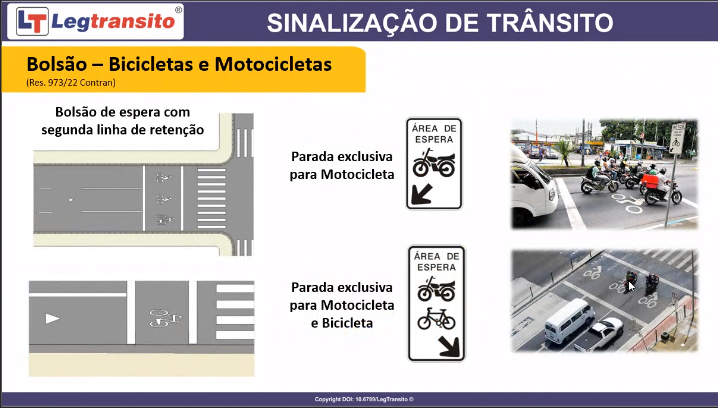 LT Legtransito®
SINALIZAÇÃO DE TRÂNSITO
Bolsão – Bicicletas e Motocicletas
(Res. 973/22 Contran)
Bolsão de espera com
segunda linha de retenção
Parada exclusiva
para Motocicleta
ÁREA DE
ESPERA
Parada exclusiva
para Motocicleta
e Bicicleta
ÁREA DE
ESPERA
Copyright DOI: 10.6789/LegTransito ©